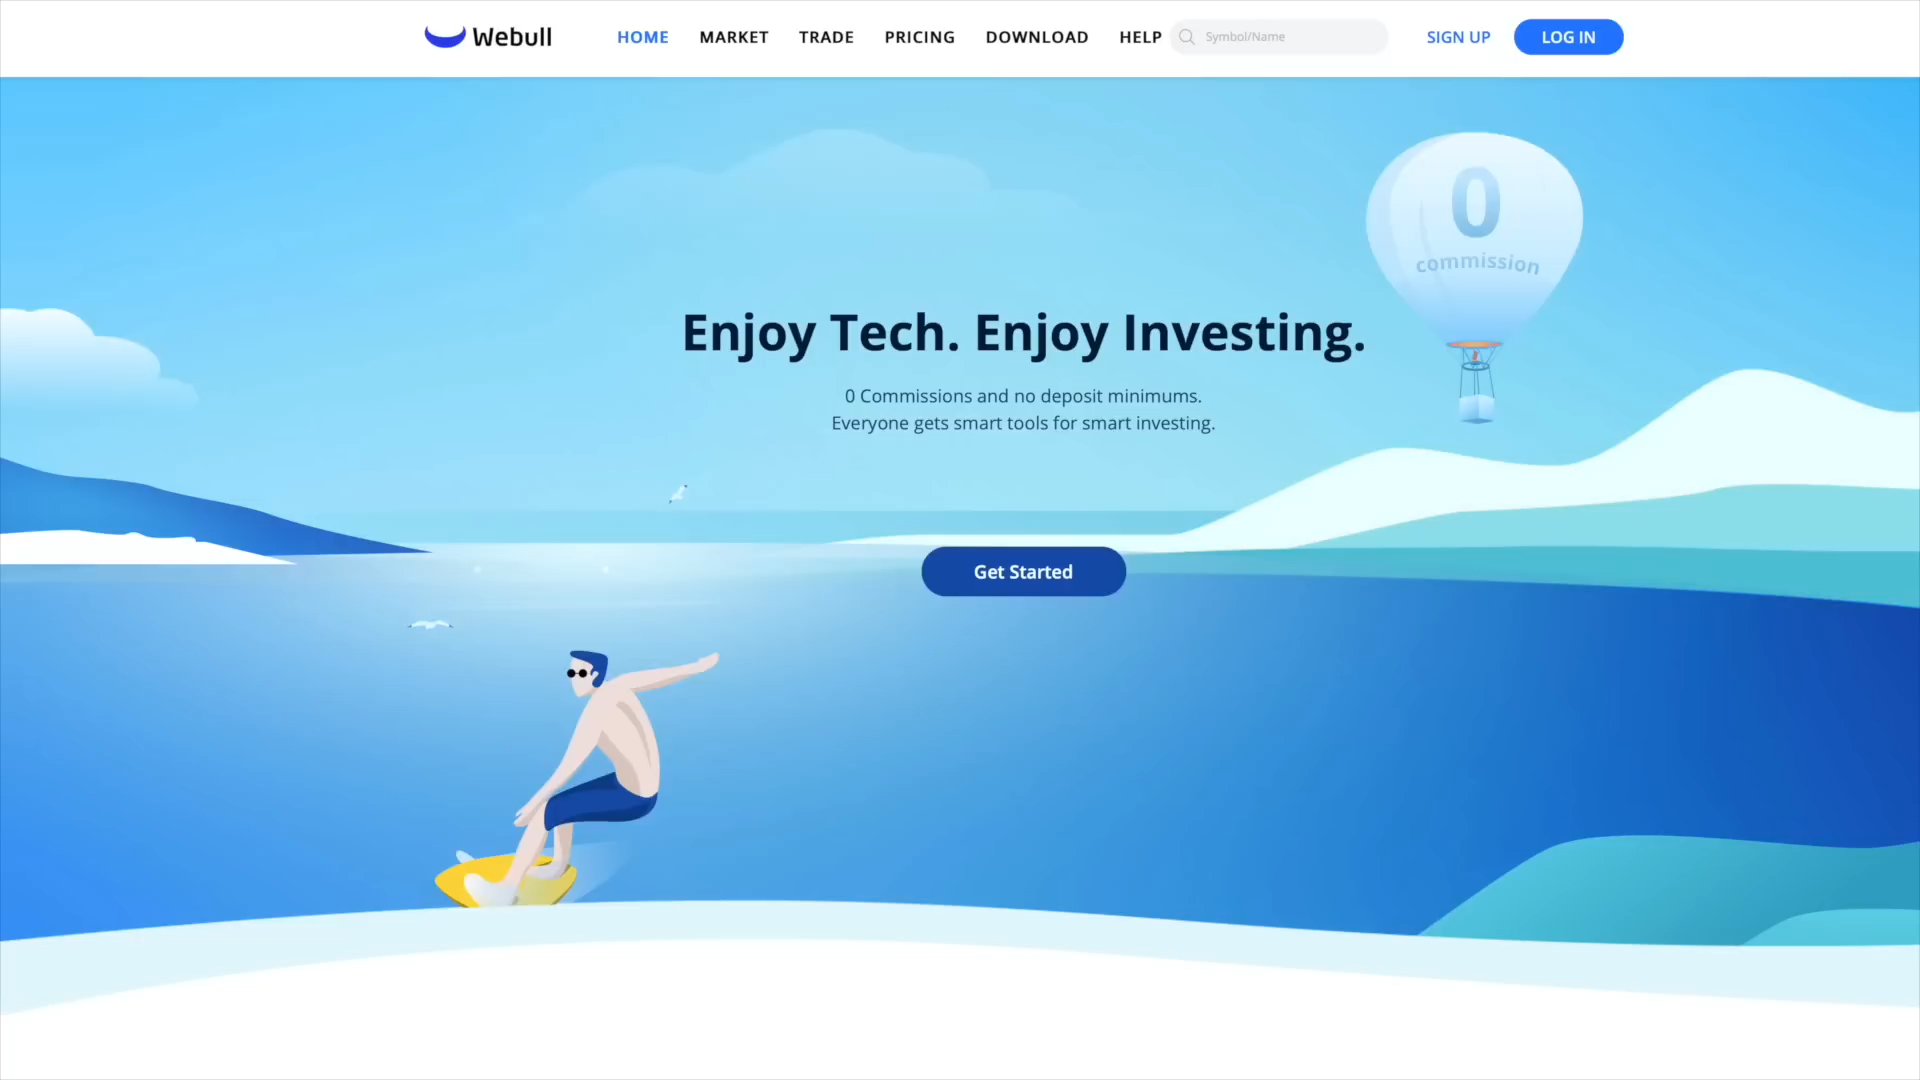 Webull
HOME
MARKET
TRADE
PRICING
DOWNLOAD
HELP
Symbol/Name
SIGN UP
LOG IN
0
commission
Enjoy Tech. Enjoy Investing.
0 Commissions and no deposit minimums.
Everyone gets smart tools for smart investing.
Get Started